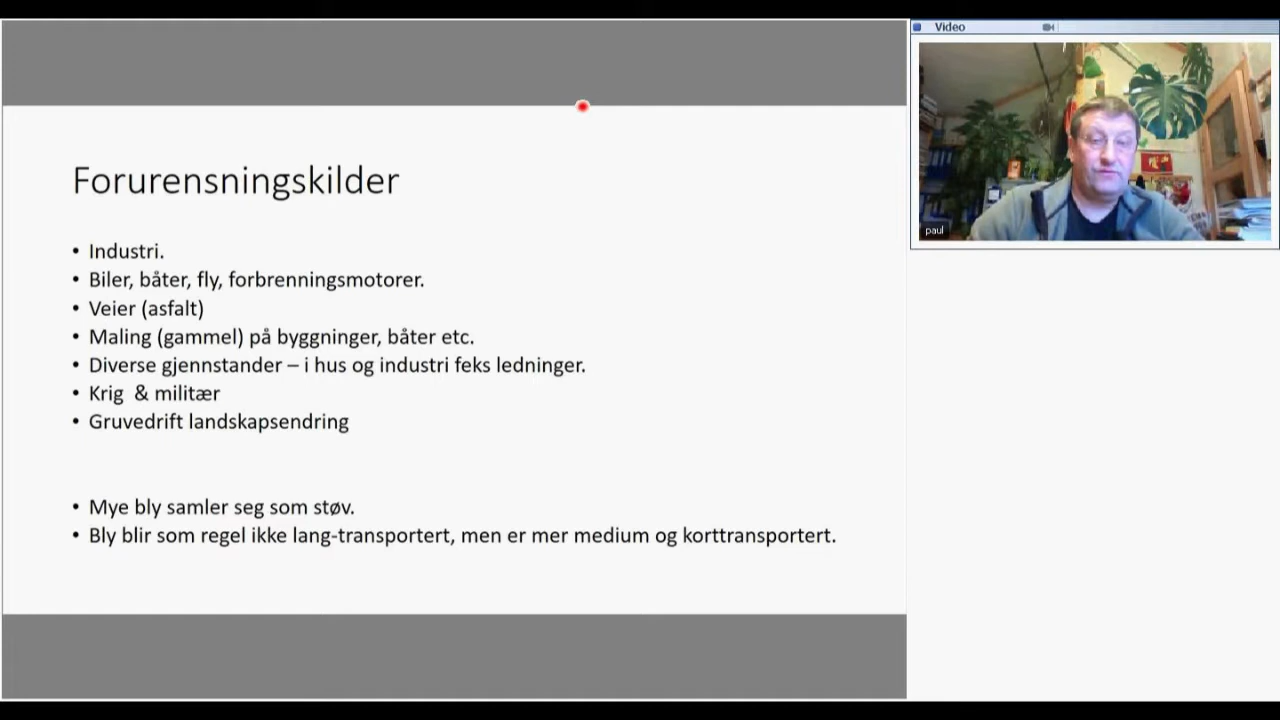 Video
paul
Forurensningskilder
• Industri.
• Biler, båter, fly, forbrenningsmotorer.
• Veier (asfalt)
• Maling (gammel) på byggninger, båter etc.
• Diverse gjennstander – i hus og industri feks ledninger.
• Krig & militær
• Gruvedrift landskapsendring
• Mye bly samler seg som støv.
• Bly blir som regel ikke lang-transportert, men er mer medium og korttransportert.